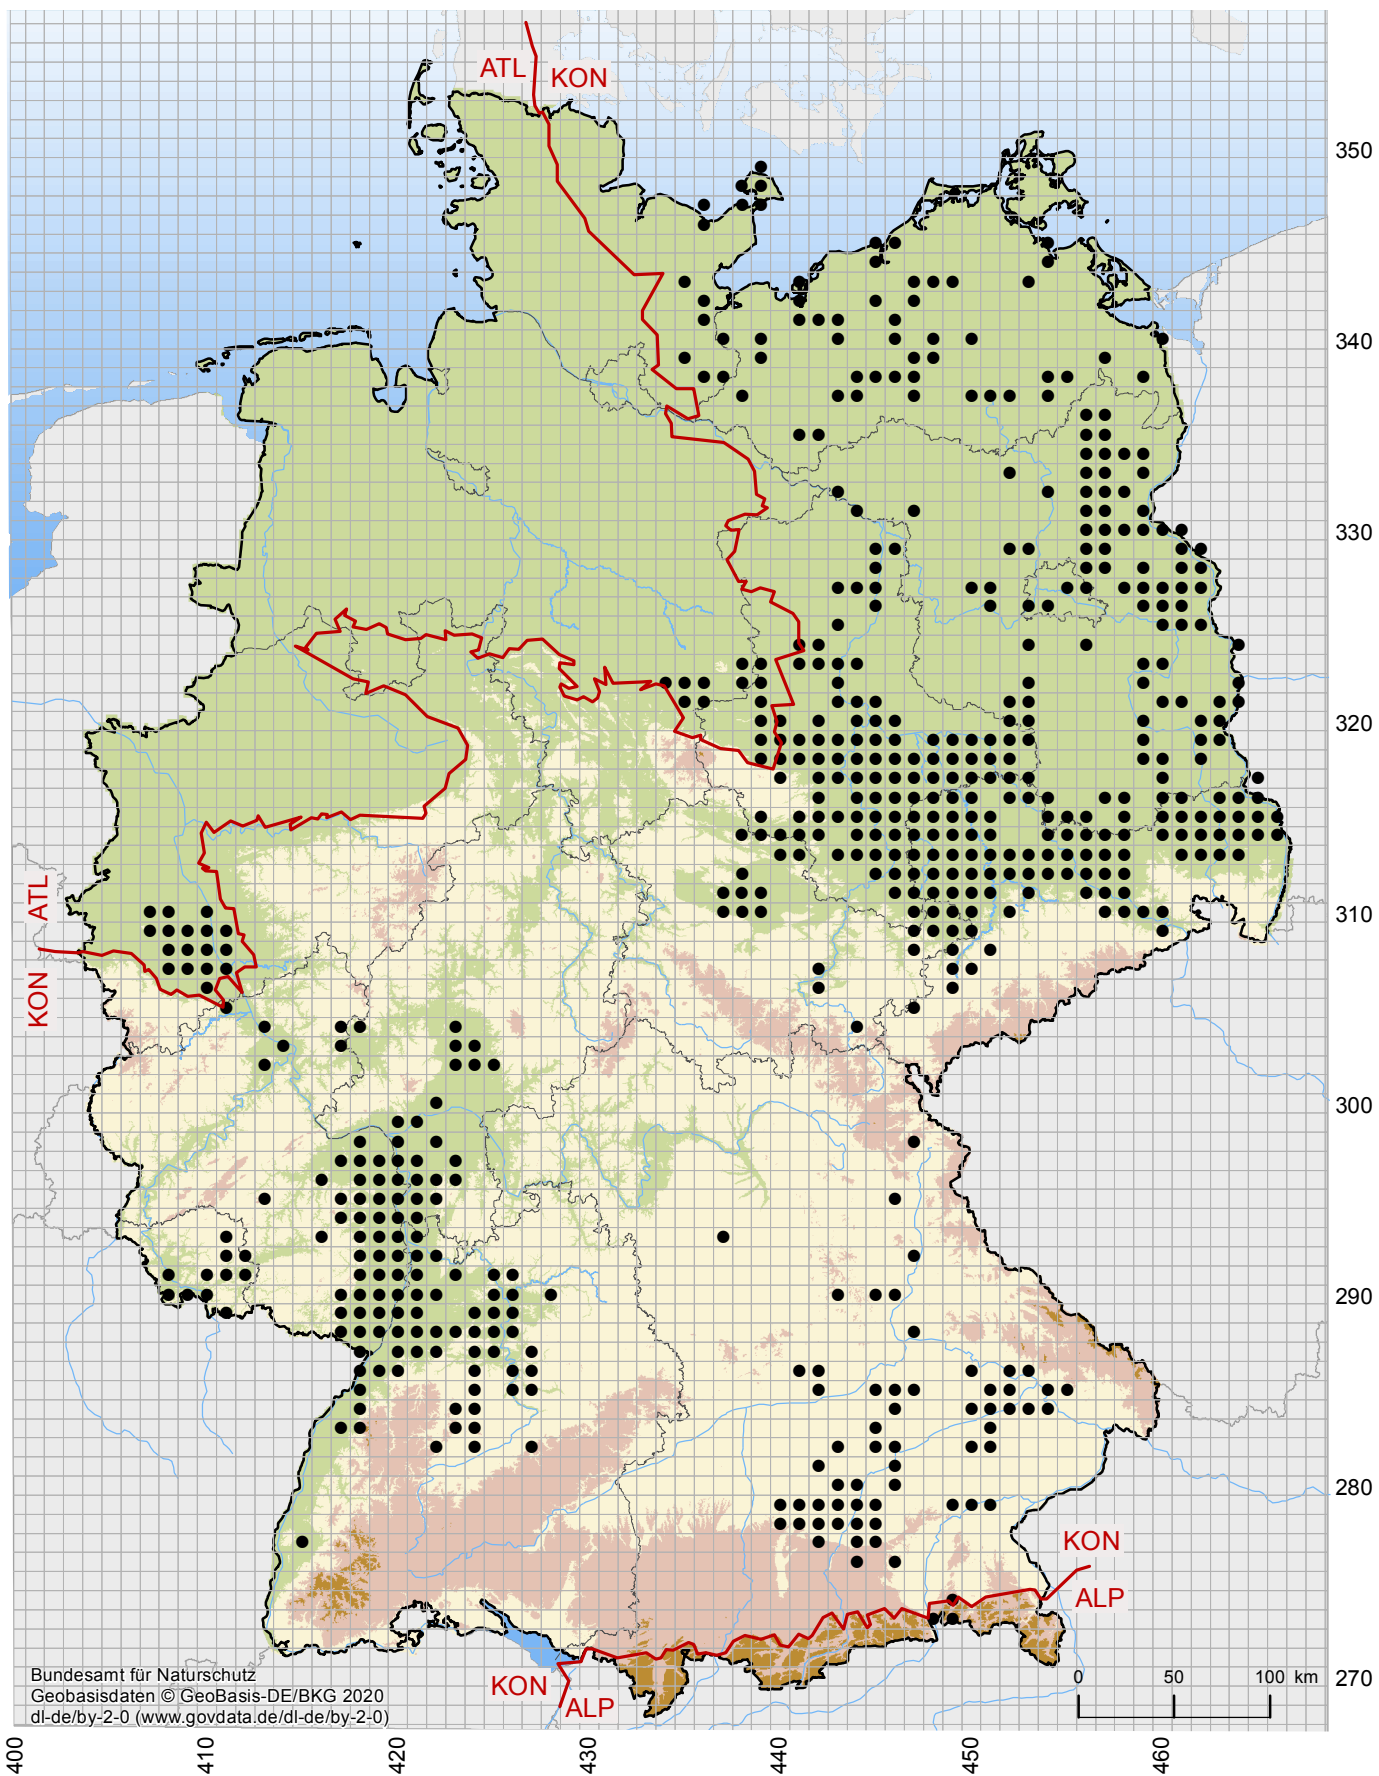 ATL
KON
350
340
330
320
310
300
290
280
270
ATL
KON
KON
ALP
KON
ALP
0 50 100 km
Bundesamt für Naturschutz
Geobasisdaten © GeoBasis-DE/BKG 2020
dl-de/by-2-0 (www.govdata.de/dl-de/by-2-0)
400 410 420 430 440 450 460